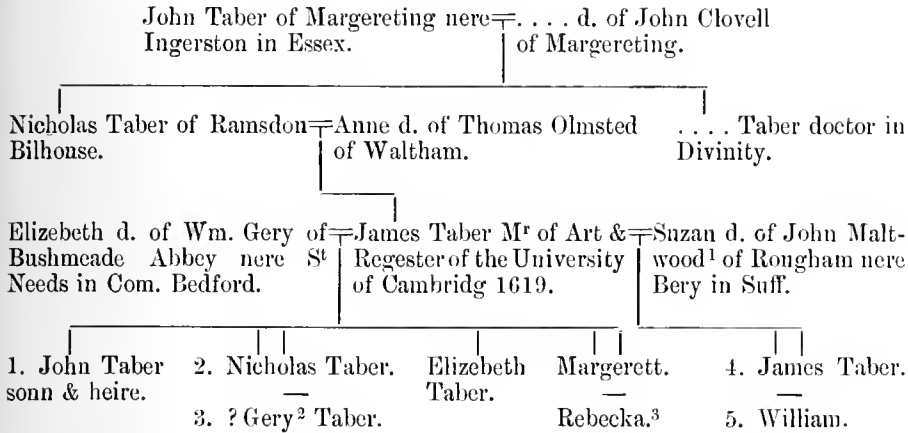 John Taber of Margereting nere=. . . . d. of John Clovell
Ingerston in Essex. of Margereting.
Nicholas Taber of Ramsdon=Anne d. of Thomas Olmsted . . . . Taber doctor in
Bilhouse. of Waltham. Divinity.
Elizebeth d. of Wm. Gery of=James Taber Mʳ of Art &=Suzan d. of John Malt-
Bushmeade Abbey nere Sᵗ Regester of the University wood¹ of Rougham nere
Needs in Com. Bedford. of Cambridg 1619. Bery in Suff.
1. John Taber 2. Nicholas Taber. Elizebeth Margerett. 4. James Taber.
sonn & heire. — Taber. — —
3. ? Gery² Taber. Rebecka.³ 5. William.